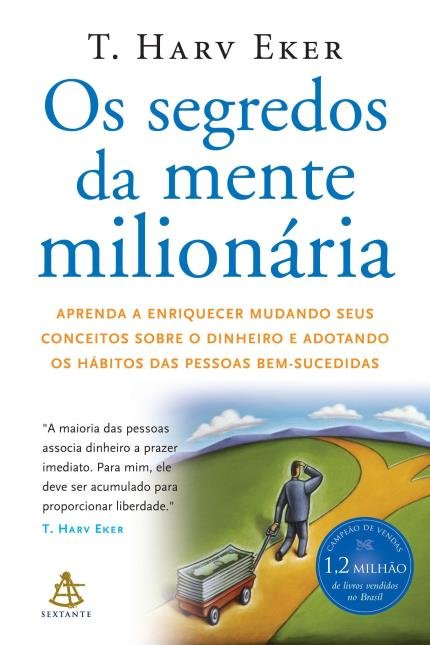 T. HARV EKER
Os segredos
da mente
milionária
APRENDA A ENRIQUECER MUDANDO SEUS
CONCEITOS SOBRE O DINHEIRO E ADOTANDO
OS HÁBITOS DAS PESSOAS BEM-SUCEDIDAS
"A maioria das pessoas
associa dinheiro a prazer
imediato. Para mim, ele
deve ser acumulado para
proporcionar liberdade."
T. HARV EKER
CAMPEÃO DE VENDAS
1,2 MILHÃO
de livros vendidos
no Brasil
SEXTANTE